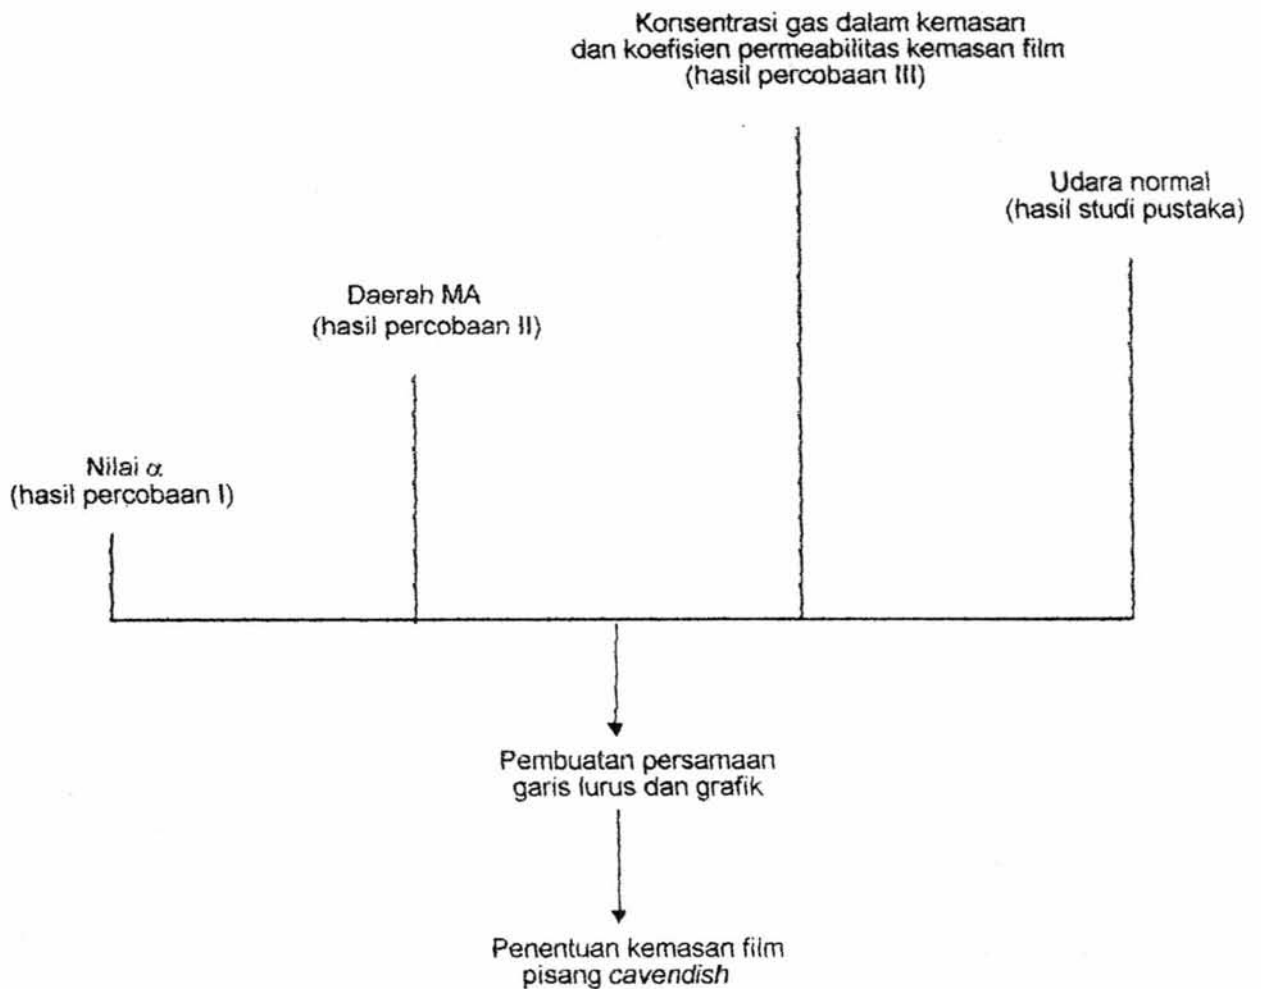 Konsentrasi gas dalam kemasan
dan koefisien permeabilitas kemasan film
(hasil percobaan III)
Udara normal
(hasil studi pustaka)
Daerah MA
(hasil percobaan II)
Nilai α
(hasil percobaan I)
Pembuatan persamaan
garis lurus dan grafik
Penentuan kemasan film
pisang cavendish